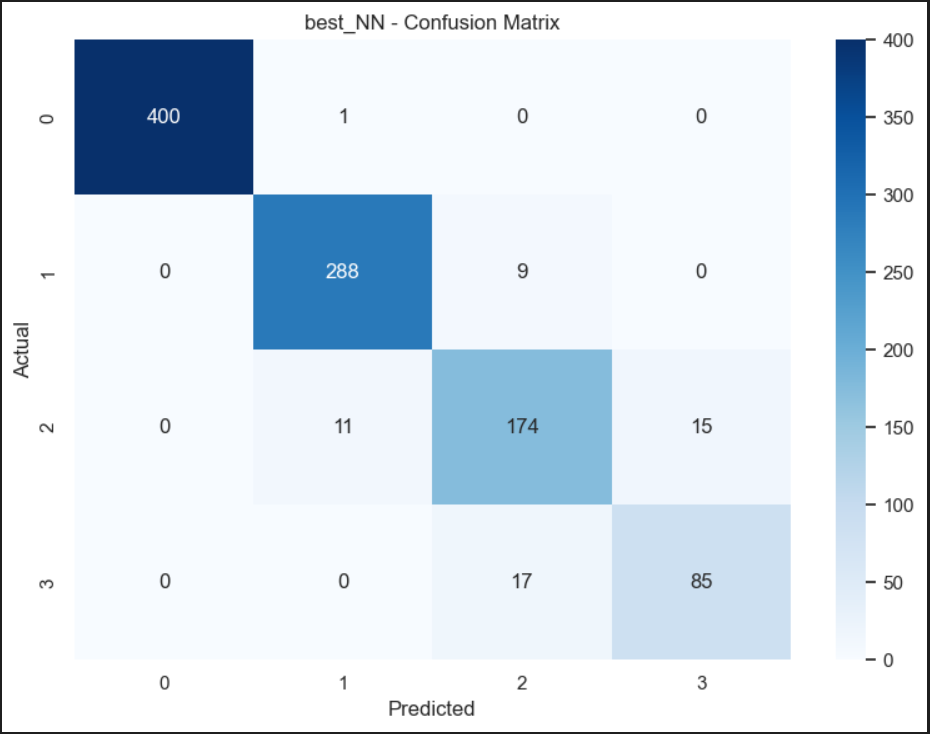 best_NN - Confusion Matrix
0 400 1 0 0
1 0 288 9 0
2 0 11 174 15
3 0 0 17 85
0 1 2 3
Actual
Predicted
400
350
300
250
200
150
100
50
0